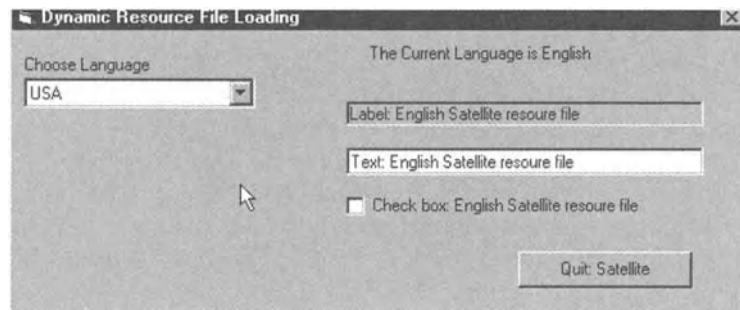 Dynamic Resource File Loading
The Current Language is English
Choose Language
USA
Label: English Satellite resoure file
Text: English Satellite resoure file
Check box: English Satellite resoure file
Quit: Satellite